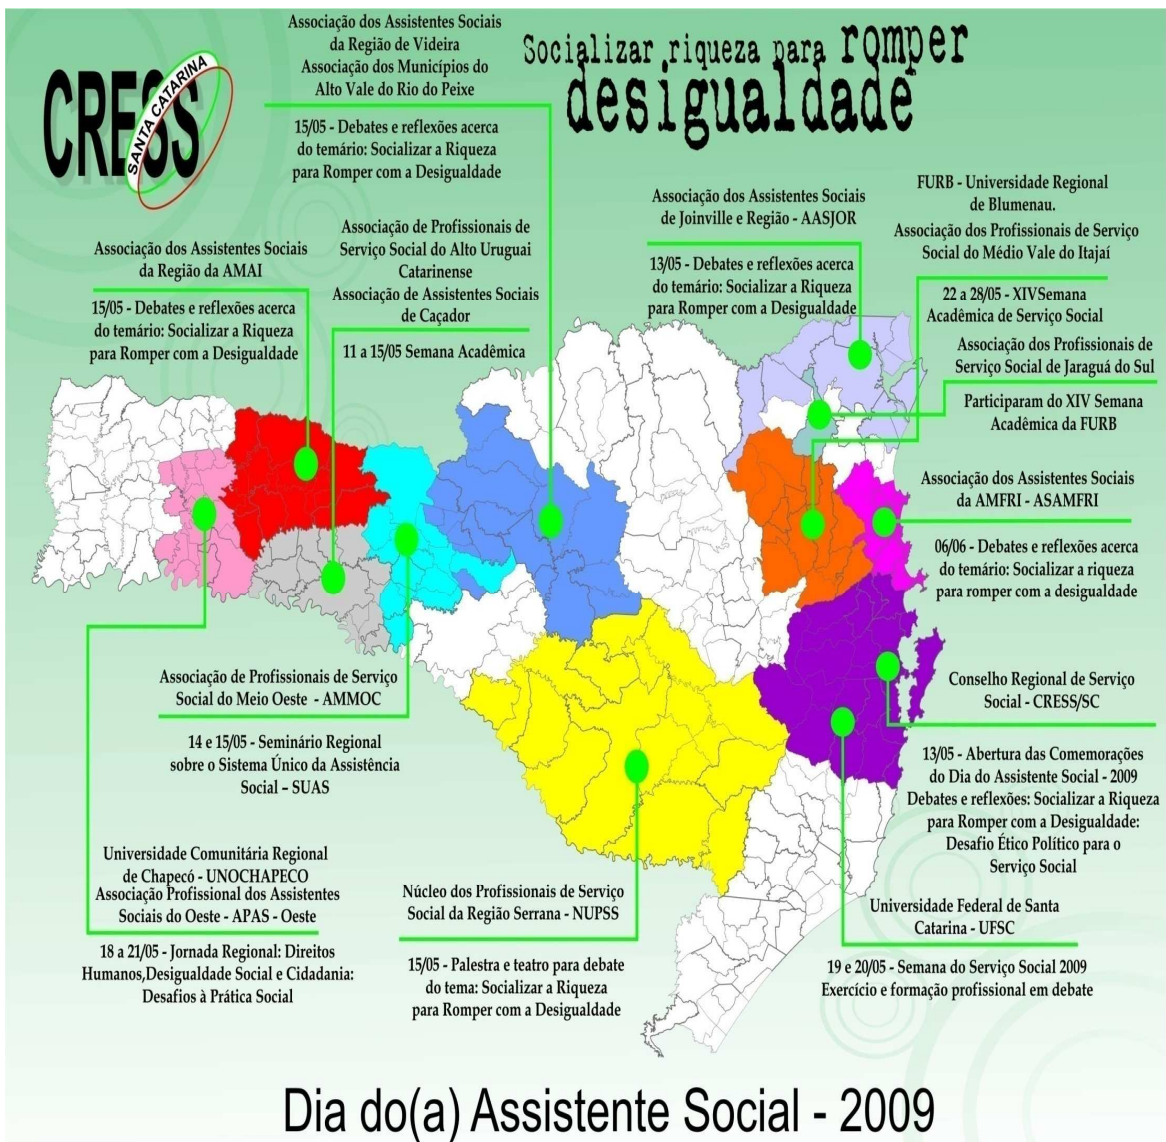 CRESS
SANTA CATARINA
Socializar riqueza para romper
desigualdade
Associação dos Assistentes Sociais
da Região de Videira
Associação dos Municípios do
Alto Vale do Rio do Peixe
15/05 - Debates e reflexões acerca
do temário: Socializar a Riqueza
para Romper com a Desigualdade
Associação dos Assistentes Sociais
da Região da AMAI
15/05 - Debates e reflexões acerca
do temário: Socializar a Riqueza
para Romper com a Desigualdade
Associação de Profissionais de
Serviço Social do Alto Uruguai
Catarinense
Associação de Assistentes Sociais
de Caçador
11 a 15/05 Semana Acadêmica
Associação dos Assistentes Sociais
de Joinville e Região - AASJOR
13/05 - Debates e reflexões acerca
do temário: Socializar a Riqueza
para Romper com a Desigualdade
FURB - Universidade Regional
de Blumenau.
Associação dos Profissionais de Serviço
Social do Médio Vale do Itajaí
22 a 28/05 - XIVSemana
Acadêmica de Serviço Social
Associação dos Profissionais de
Serviço Social de Jaraguá do Sul
Participaram do XIV Semana
Acadêmica da FURB
Associação dos Assistentes Sociais
da AMFRI - ASAMFRI
06/06 - Debates e reflexões acerca
do temário: Socializar a riqueza
para romper com a desigualdade
Conselho Regional de Serviço
Social - CRESS/SC
13/05 - Abertura das Comemorações
do Dia do Assistente Social - 2009
Debates e reflexões: Socializar a Riqueza
para Romper com a Desigualdade:
Desafio Ético Político para o
Serviço Social
Associação de Profissionais de Serviço
Social do Meio Oeste - AMMOC
14 e 15/05 - Seminário Regional
sobre o Sistema Único da Assistência
Social – SUAS
Universidade Comunitária Regional
de Chapecó - UNOCHAPECO
Associação Profissional dos Assistentes
Sociais do Oeste - APAS - Oeste
18 a 21/05 - Jornada Regional: Direitos
Humanos,Desigualdade Social e Cidadania:
Desafios à Prática Social
Núcleo dos Profissionais de Serviço
Social da Região Serrana - NUPSS
15/05 - Palestra e teatro para debate
do tema: Socializar a Riqueza
para Romper com a Desigualdade
Universidade Federal de Santa
Catarina - UFSC
19 e 20/05 - Semana do Serviço Social 2009
Exercício e formação profissional em debate
Dia do(a) Assistente Social - 2009